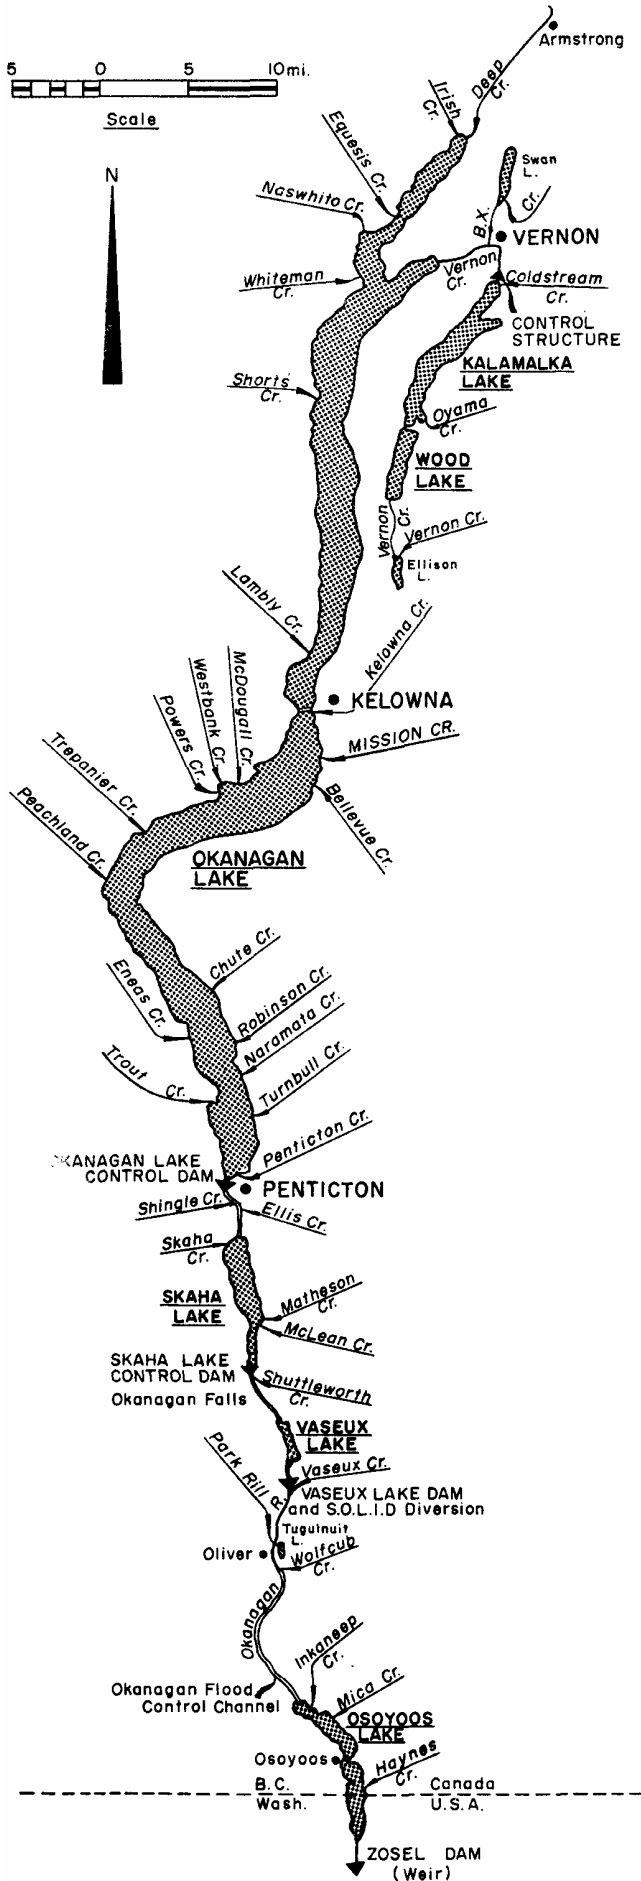 Armstrong
5 0 5 10 mi.
Scale
Deep
Cr.
Irish
Cr.
Equesis Cr.
Swan
L.
N
Naswhito Cr.
B.X.
Cr.
VERNON
Whiteman
Cr.
Vernon
Cr.
Coldstream
Cr.
CONTROL
STRUCTURE
KALAMALKA
LAKE
Shorts
Cr.
Oyama
Cr.
WOOD
LAKE
Vernon
Cr.
Vernon Cr.
Ellison
L.
Lambly Cr.
Kelowna Cr.
KELOWNA
McDougall Cr.
Westbank Cr.
Powers Cr.
MISSION CR.
Trepanier Cr.
Peachland Cr.
Bellevue Cr.
OKANAGAN
LAKE
Chute Cr.
Eneas Cr.
Robinson Cr.
Naramata Cr.
Trout
Cr.
Turnbull Cr.
Penticton Cr.
OKANAGAN LAKE
CONTROL DAM
PENTICTON
Shingle Cr.
Ellis Cr.
Skaha
Cr.
SKAHA
LAKE
Matheson
Cr.
McLean Cr.
SKAHA LAKE
CONTROL DAM
Shuttleworth
Cr.
Okanagan Falls
VASEUX
LAKE
Park Rill
Vaseux Cr.
R.
VASEUX LAKE DAM
and S.O.L.I.D Diversion
Tugulnuit
L.
Oliver
Wolfcub
Cr.
Okanagan
Inkaneep
Cr.
Okanagan Flood
Control Channel
Mica Cr.
OSOYOOS
LAKE
Osoyoos
Haynes
Cr.
B.C.
Canada
Wash.
U.S.A.
ZOSEL DAM
(Weir)